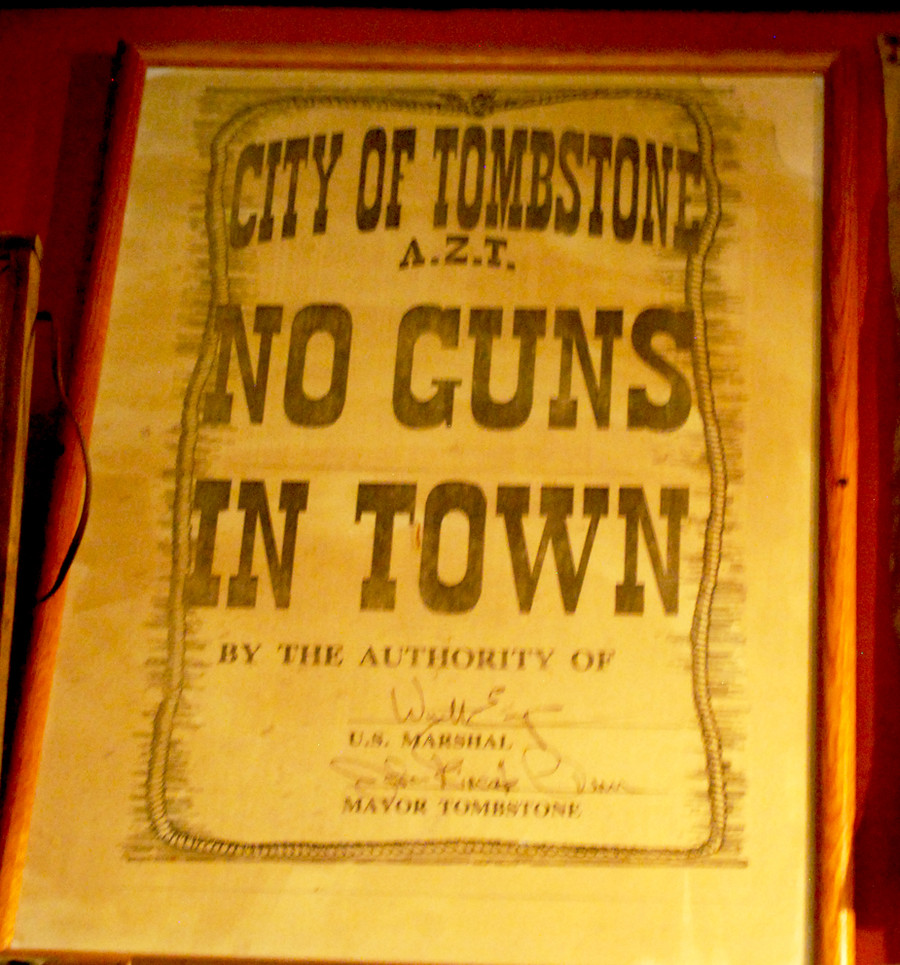 CITY OF TOMBSTONE
A.Z.T.
NO GUNS
IN TOWN
BY THE AUTHORITY OF
U.S. MARSHAL
MAYOR TOMBSTONE